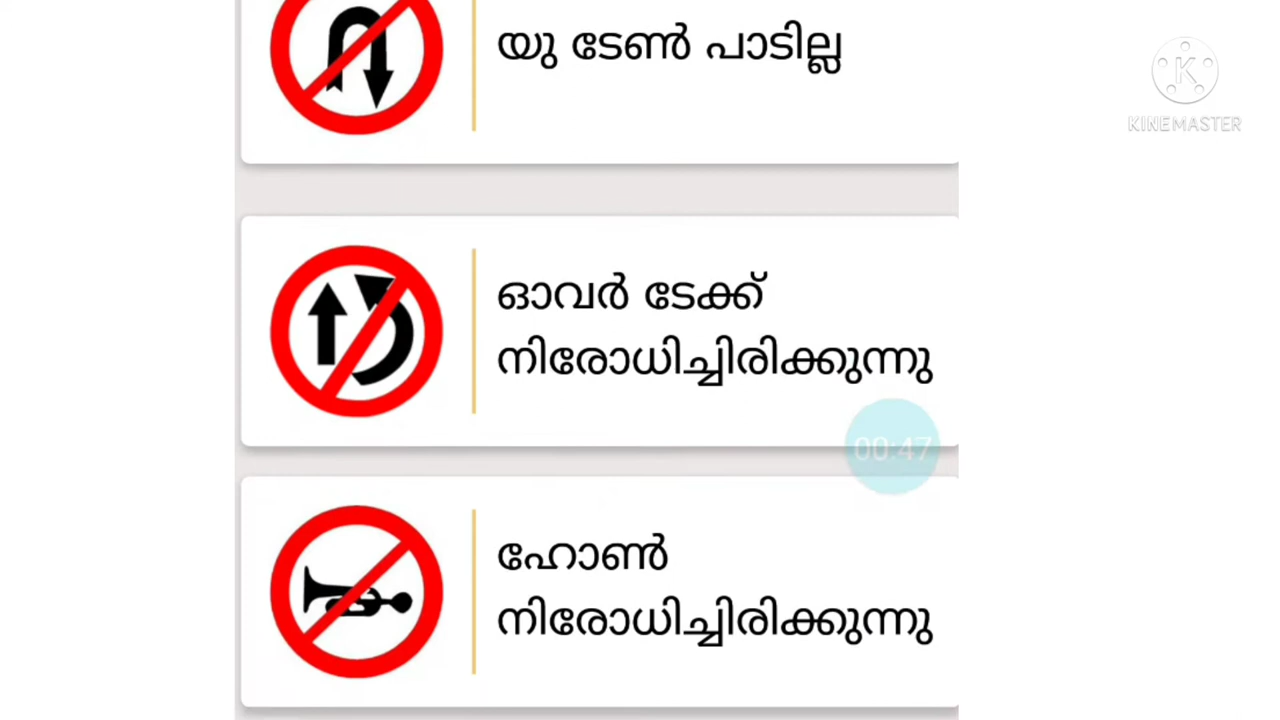 യു ടേൺ പാടില്ല
KINEMASTER
ഓവർ ടേക്ക്
നിരോധിച്ചിരിക്കുന്നു
00:47
ഹോൺ
നിരോധിച്ചിരിക്കുന്നു